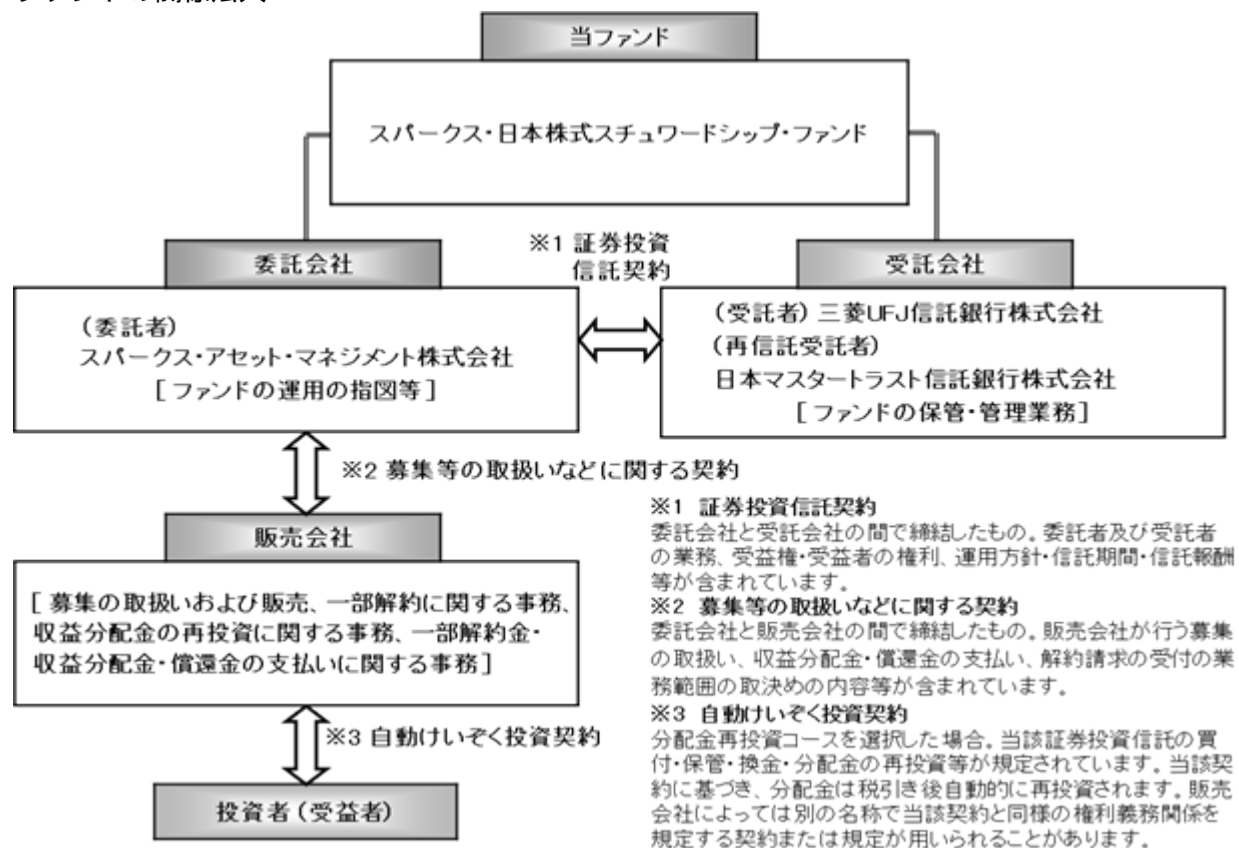 当ファンド
スパークス・日本株式スチュワードシップ・ファンド
※1 証券投資
信託契約
委託会社
(委託者)
スパークス・アセット・マネジメント株式会社
[ファンドの運用の指図等]
受託会社
(受託者) 三菱UFJ信託銀行株式会社
(再信託受託者)
日本マスタートラスト信託銀行株式会社
[ファンドの保管・管理業務]
※2 募集等の取扱いなどに関する契約
販売会社
[募集の取扱いおよび販売、一部解約に関する事務、
収益分配金の再投資に関する事務、一部解約金・
収益分配金・償還金の支払いに関する事務]
※3 自動けいぞく投資契約
投資者(受益者)
※1 証券投資信託契約
委託会社と受託会社の間で締結したもの。委託者及び受託者
の業務、受益権・受益者の権利、運用方針・信託期間・信託報酬
等が含まれています。
※2 募集等の取扱いなどに関する契約
委託会社と販売会社の間で締結したもの。販売会社が行う募集
の取扱い、収益分配金・償還金の支払い、解約請求の受付の業
務範囲の取決めの内容等が含まれています。
※3 自動けいぞく投資契約
分配金再投資コースを選択した場合。当該証券投資信託の買
付・保管・換金・分配金の再投資等が規定されています。当該契
約に基づき、分配金は税引き後自動的に再投資されます。販売
会社によっては別の名称で当該契約と同様の権利義務関係を
規定する契約または規定が用いられることがあります。